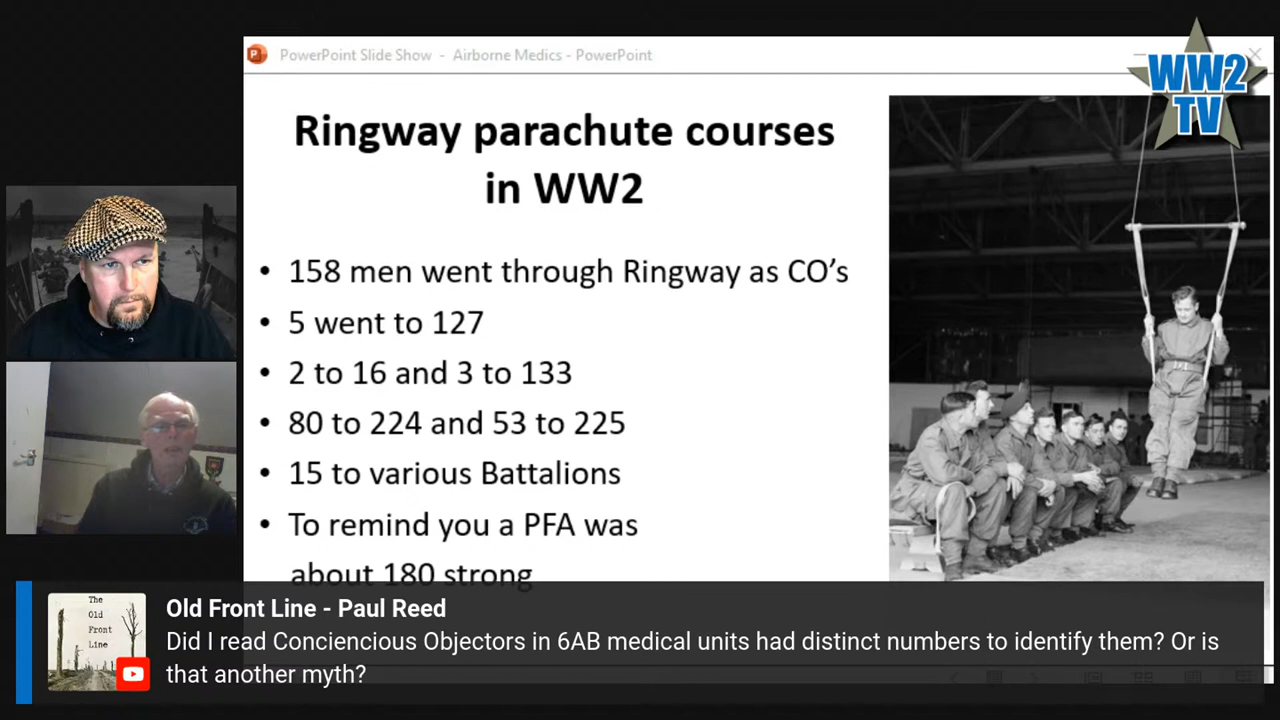 PowerPoint Slide Show - Airborne Medics - PowerPoint
WW2
TV
Ringway parachute courses
in WW2
• 158 men went through Ringway as CO’s
• 5 went to 127
• 2 to 16 and 3 to 133
• 80 to 224 and 53 to 225
• 15 to various Battalions
• To remind you a PFA was
about 180 strong
The
Old
Front
Line
Old Front Line - Paul Reed
Did I read Conciencious Objectors in 6AB medical units had distinct numbers to identify them? Or is
that another myth?